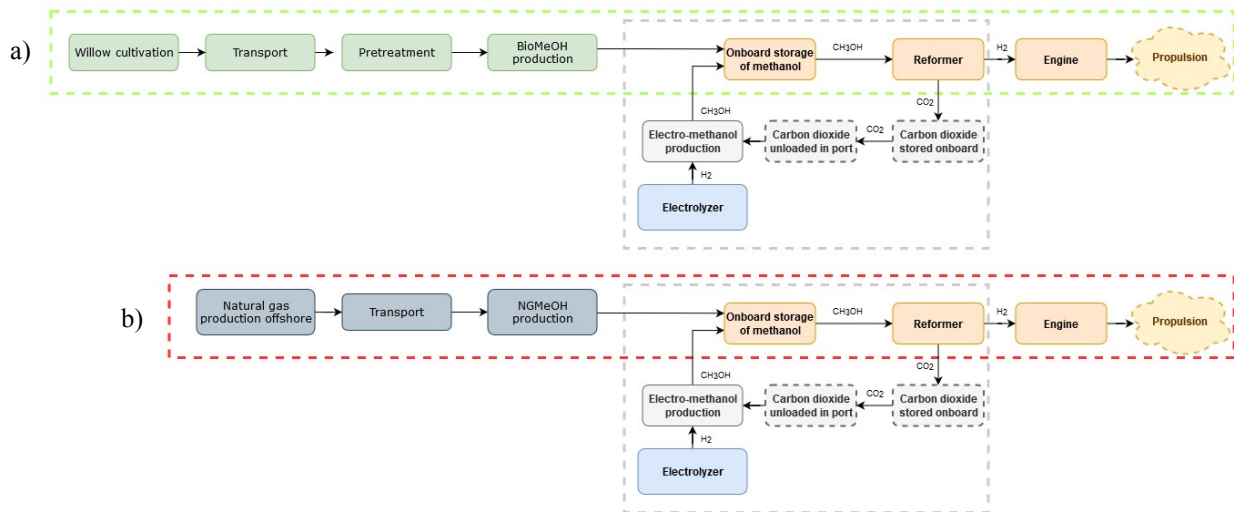 a)
Willow cultivation
Transport
Pretreatment
BioMeOH
production
Onboard storage
of methanol
CH3OH
Reformer
H2
Engine
Propulsion
CO2
CH3OH
Electro-methanol
production
Carbon dioxide
unloaded in port
CO2
Carbon dioxide
stored onboard
H2
Electrolyzer
b)
Natural gas
production offshore
Transport
NGMeOH
production
Onboard storage
of methanol
CH3OH
Reformer
H2
Engine
Propulsion
CO2
CH3OH
Electro-methanol
production
Carbon dioxide
unloaded in port
CO2
Carbon dioxide
stored onboard
H2
Electrolyzer